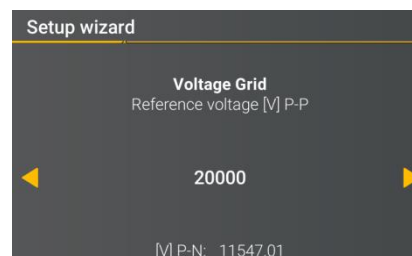 Setup wizard
Voltage Grid
Reference voltage [V] P-P
20000
[V] P-N: 11547.01